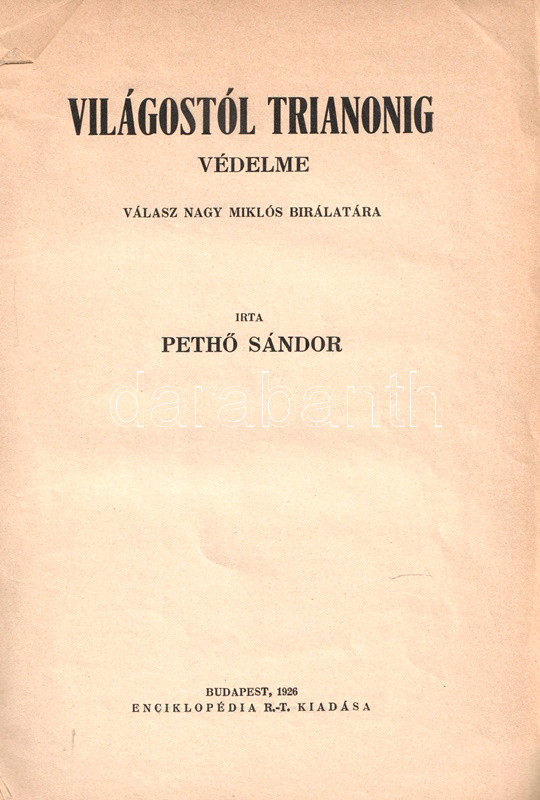 VILÁGOSTÓL TRIANONIG
VÉDELME
VÁLASZ NAGY MIKLÓS BIRÁLATÁRA
IRTA
PETHŐ SÁNDOR
darabanth
BUDAPEST, 1926
ENCIKLOPÉDIA R.-T. KIADÁSA